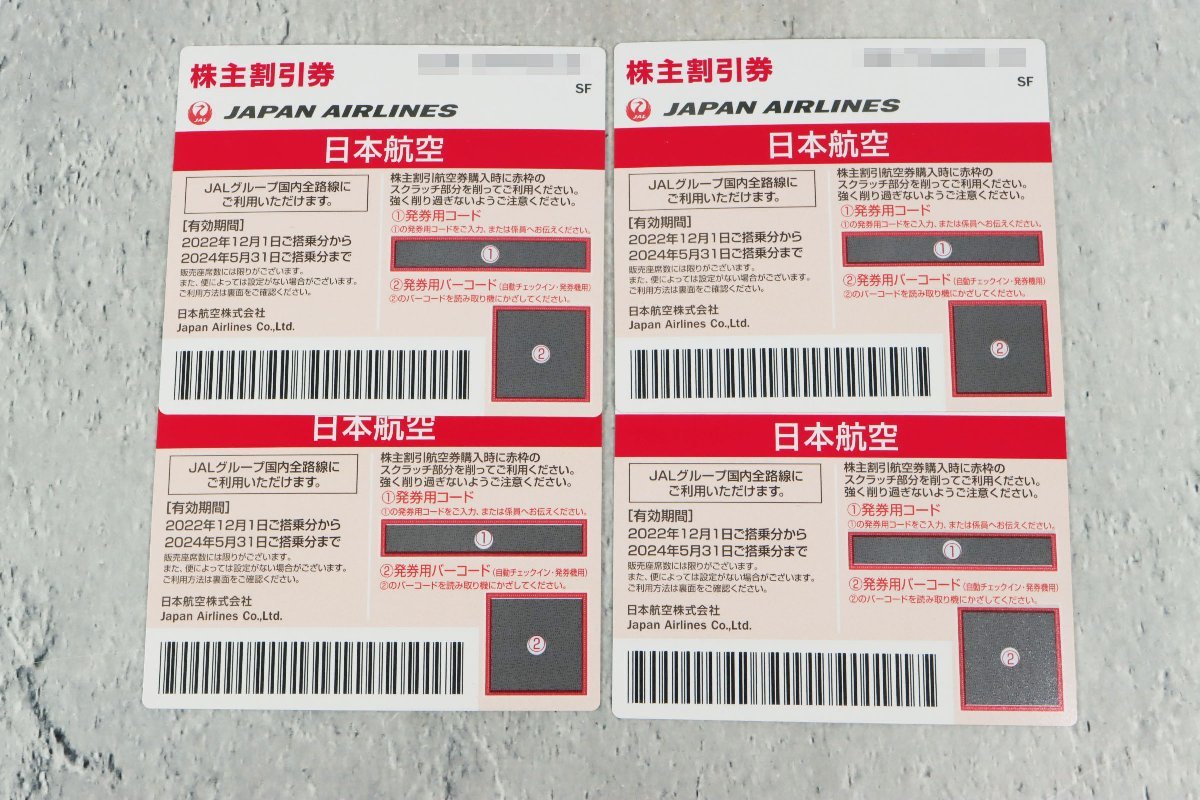 株主割引券
SF
JAL
JAPAN AIRLINES
日本航空
JALグループ国内全路線に
ご利用いただけます。
[有効期間]
2022年12月1日ご搭乗分から
2024年5月31日ご搭乗分まで
販売座席数には限りがございます。
また、便によっては設定がない場合がございます。
ご利用方法は裏面をご確認ください。
日本航空株式会社
Japan Airlines Co.,Ltd.
株主割引航空券購入時に赤枠の
スクラッチ部分を削ってご利用ください。
強く削り過ぎないようご注意ください。
①発券用コード
①の発券用コードをご入力、または係員へお伝えください。
①
②発券用バーコード(自動チェックイン・発券機用)
②のバーコードを読み取り機にかざしてください。
②
株主割引券
SF
JAL
JAPAN AIRLINES
日本航空
JALグループ国内全路線に
ご利用いただけます。
[有効期間]
2022年12月1日ご搭乗分から
2024年5月31日ご搭乗分まで
販売座席数には限りがございます。
また、便によっては設定がない場合がございます。
ご利用方法は裏面をご確認ください。
日本航空株式会社
Japan Airlines Co.,Ltd.
株主割引航空券購入時に赤枠の
スクラッチ部分を削ってご利用ください。
強く削り過ぎないようご注意ください。
①発券用コード
①の発券用コードをご入力、または係員へお伝えください。
①
②発券用バーコード(自動チェックイン・発券機用)
②のバーコードを読み取り機にかざしてください。
②
日本航空
JALグループ国内全路線に
ご利用いただけます。
[有効期間]
2022年12月1日ご搭乗分から
2024年5月31日ご搭乗分まで
販売座席数には限りがございます。
また、便によっては設定がない場合がございます。
ご利用方法は裏面をご確認ください。
日本航空株式会社
Japan Airlines Co.,Ltd.
株主割引航空券購入時に赤枠の
スクラッチ部分を削ってご利用ください。
強く削り過ぎないようご注意ください。
①発券用コード
①の発券用コードをご入力、または係員へお伝えください。
①
②発券用バーコード(自動チェックイン・発券機用)
②のバーコードを読み取り機にかざしてください。
②
日本航空
JALグループ国内全路線に
ご利用いただけます。
[有効期間]
2022年12月1日ご搭乗分から
2024年5月31日ご搭乗分まで
販売座席数には限りがございます。
また、便によっては設定がない場合がございます。
ご利用方法は裏面をご確認ください。
日本航空株式会社
Japan Airlines Co.,Ltd.
株主割引航空券購入時に赤枠の
スクラッチ部分を削ってご利用ください。
強く削り過ぎないようご注意ください。
①発券用コード
①の発券用コードをご入力、または係員へお伝えください。
①
②発券用バーコード(自動チェックイン・発券機用)
②のバーコードを読み取り機にかざしてください。
②